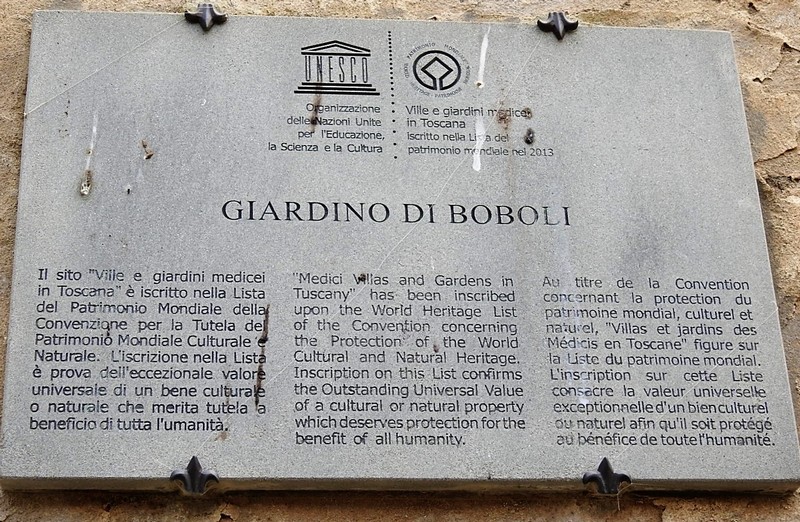 UNESCO
Organizzazione
delle Nazioni Unite
per l'Educazione,
la Scienza e la Cultura
Ville e giardini medicei
in Toscana
iscritto nella Lista del
patrimonio mondiale nel 2013
GIARDINO DI BOBOLI
Il sito "Ville e giardini medicei
in Toscana" è iscritto nella Lista
del Patrimonio Mondiale della
Convenzione per la Tutela del
Patrimonio Mondiale Culturale e
Naturale. L'iscrizione nella Lista
è prova dell'eccezionale valore
universale di un bene culturale
o naturale che merita tutela a
beneficio di tutta l'umanità.
"Medici Villas and Gardens in
Tuscany" has been inscribed
upon the World Heritage List
of the Convention concerning
the Protection of the World
Cultural and Natural Heritage.
Inscription on this List confirms
the Outstanding Universal Value
of a cultural or natural property
which deserves protection for the
benefit of all humanity.
Au titre de la Convention
concernant la protection du
patrimoine mondial, culturel et
naturel, "Villas et jardins des
Médicis en Toscane" figure sur
la Liste du patrimoine mondial.
L'inscription sur cette Liste
consacre la valeur universelle
exceptionnelle d'un bien culturel
ou naturel afin qu'il soit protégé
au bénéfice de toute l'humanité.